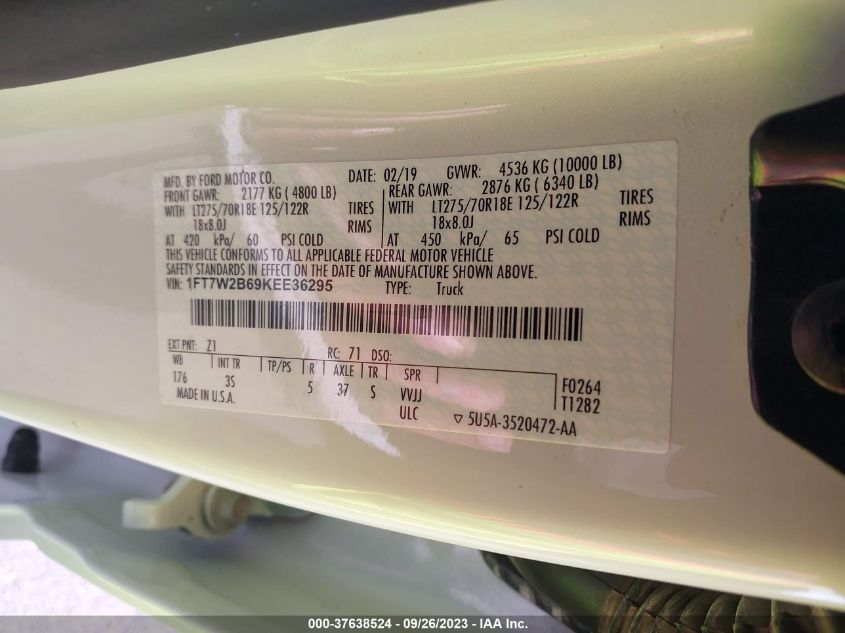 MFD. BY FORD MOTOR CO. DATE: 02/19 GVWR: 4536 KG (10000 LB)
FRONT GAWR: 2177 KG ( 4800 LB) REAR GAWR: 2876 KG ( 6340 LB)
WITH LT275/70R18E 125/122R TIRES WITH LT275/70R18E 125/122R TIRES
18x8.0J RIMS 18x8.0J RIMS
AT 420 kPa/ 60 PSI COLD AT 450 kPa/ 65 PSI COLD
THIS VEHICLE CONFORMS TO ALL APPLICABLE FEDERAL MOTOR VEHICLE
SAFETY STANDARDS IN EFFECT ON THE DATE OF MANUFACTURE SHOWN ABOVE.
VIN: 1FT7W2B69KEE36295 TYPE: Truck
EXT PNT: Z1 RC: 71 DSO:
WB INT TR TP/PS R AXLE TR SPR F0264
176 3S 5 37 S VVJJ T1282
MADE IN U.S.A. ULC ▽ 5U5A-3520472-AA
000-37638524 - 09/26/2023 - IAA Inc.